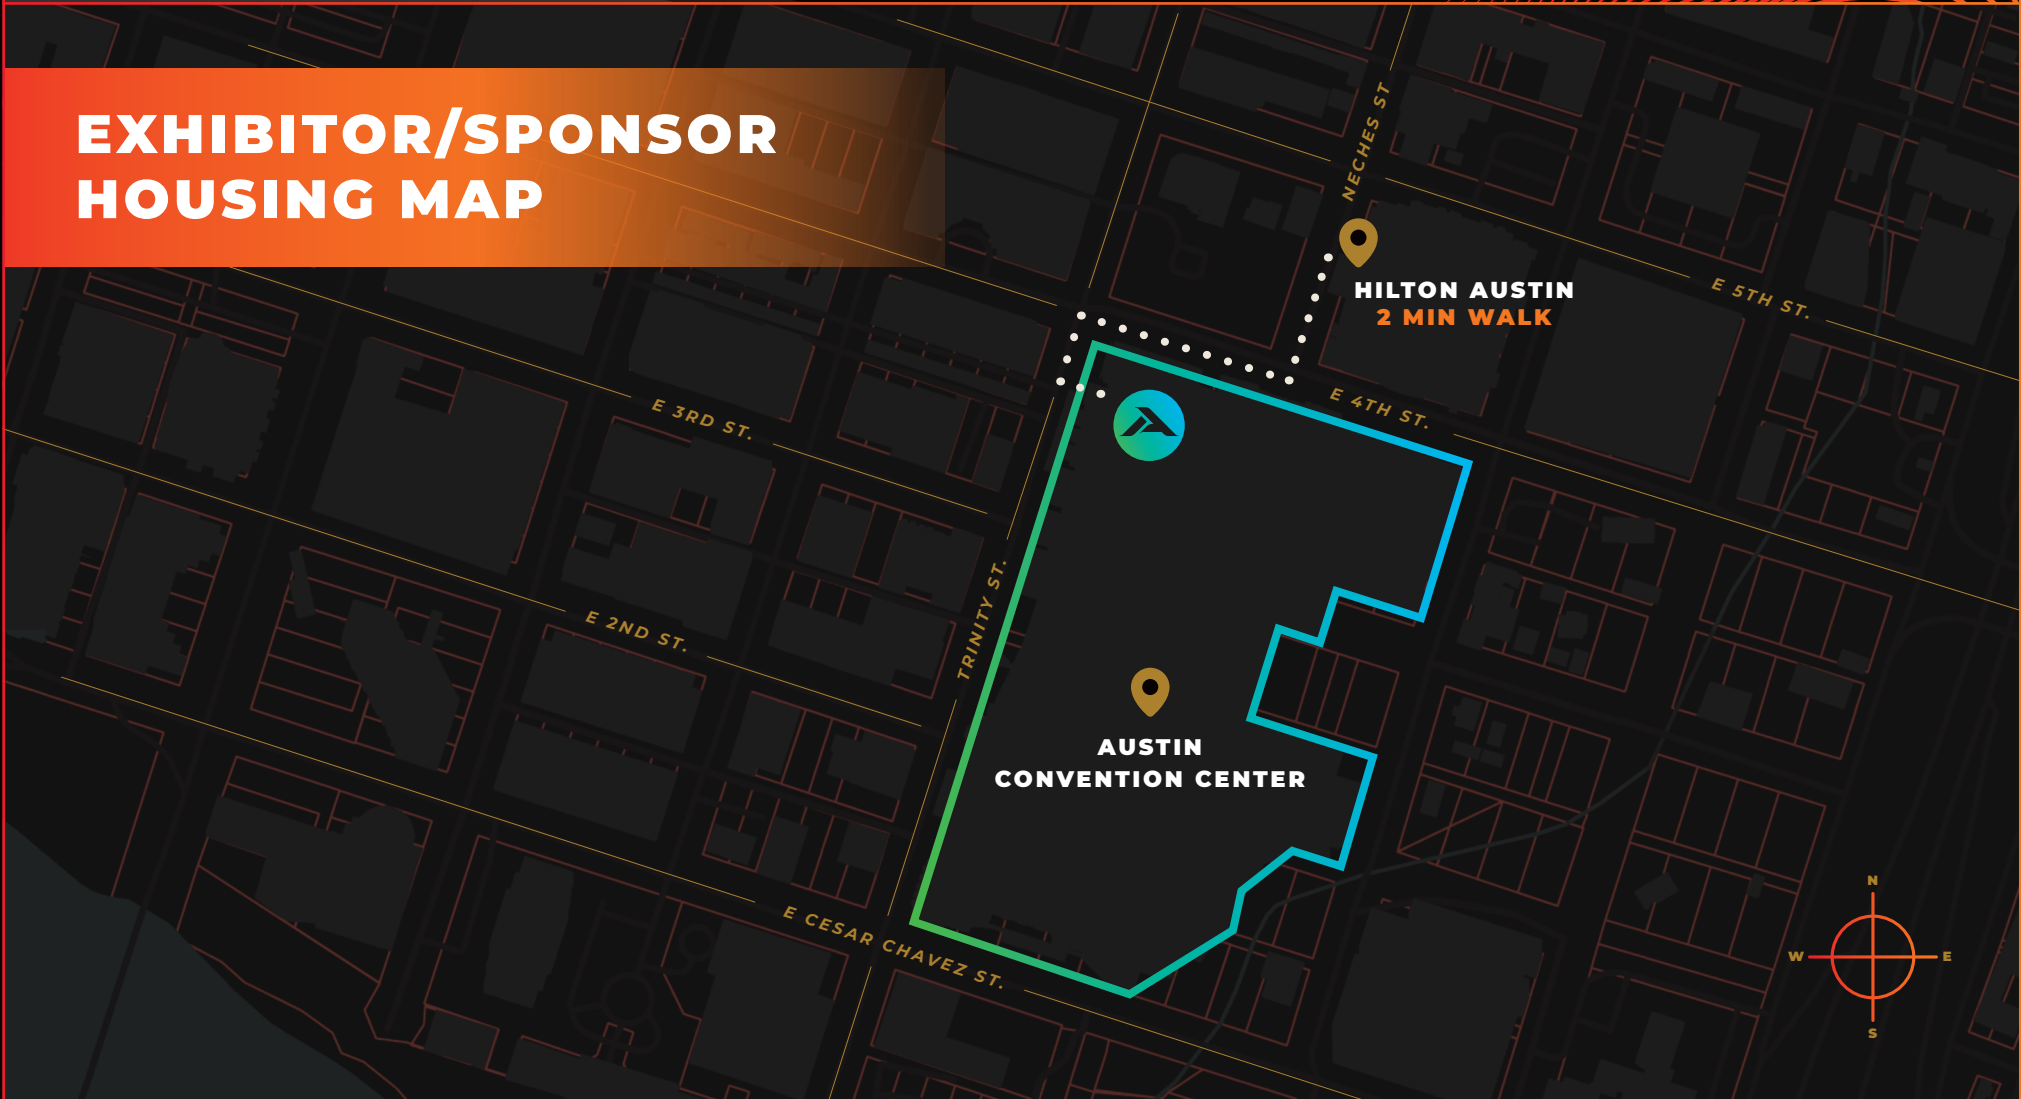 EXHIBITOR/SPONSOR
HOUSING MAP
NECHES ST
HILTON AUSTIN
2 MIN WALK
E 5TH ST.
E 4TH ST.
E 3RD ST.
E 2ND ST.
TRINITY ST.
AUSTIN
CONVENTION CENTER
E CESAR CHAVEZ ST.
N
W
E
S